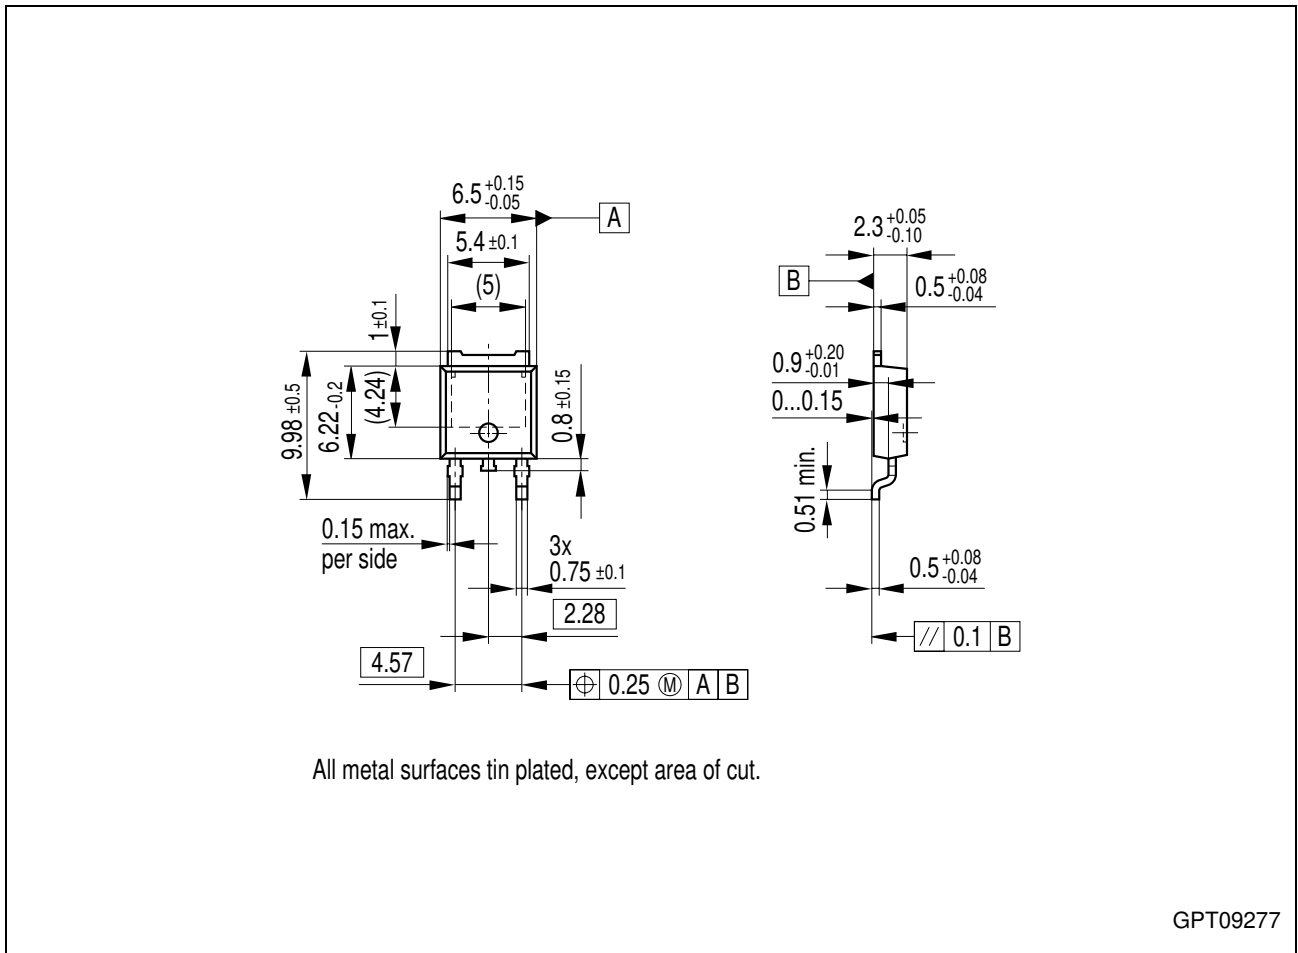 6.5 +0.15 -0.05
A
5.4 ±0.1
(5)
1±0.1
9.98 ±0.5
6.22 -0.2
(4.24)
0.8 ±0.15
0.15 max.
per side
3x
0.75 ±0.1
2.28
4.57
⌖ 0.25 Ⓜ A B
2.3 +0.05 -0.10
B
0.5 +0.08 -0.04
0.9 +0.20 -0.01
0...0.15
0.51 min.
0.5 +0.08 -0.04
// 0.1 B
All metal surfaces tin plated, except area of cut.
GPT09277